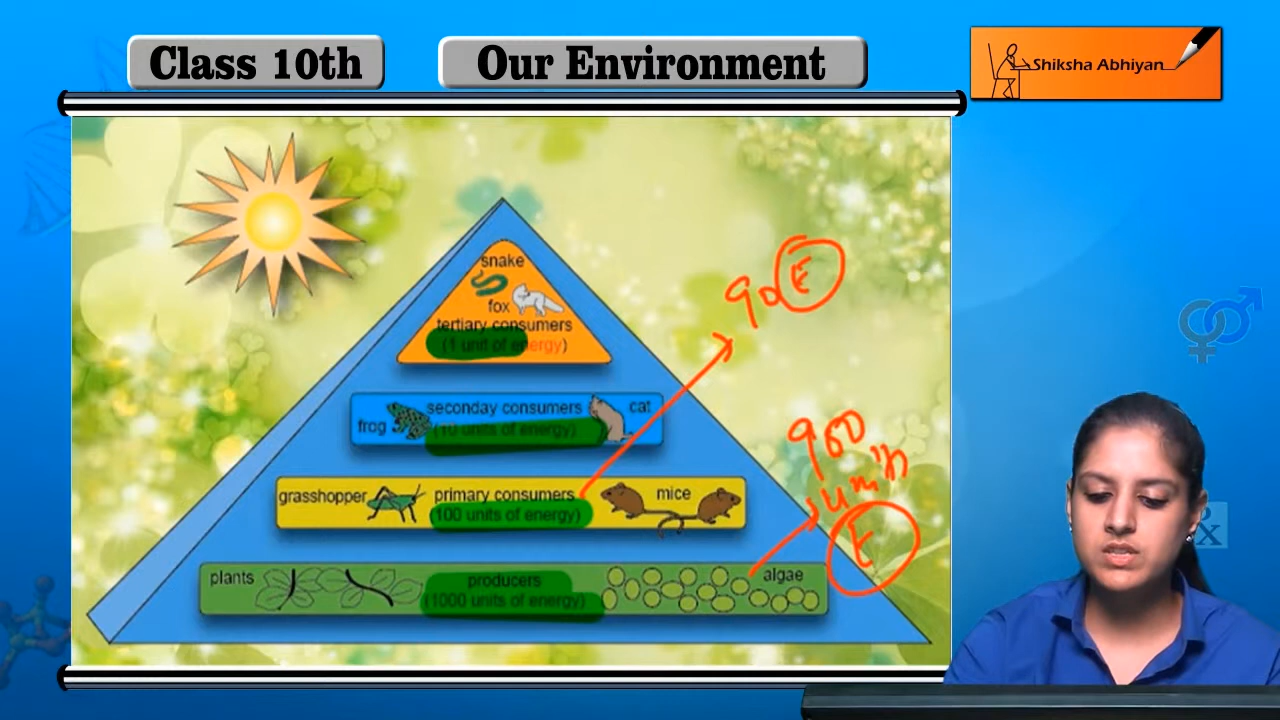 Class 10th
Our Environment
Shiksha Abhiyan
snake
fox
tertiary consumers
(1 unit of energy)
seconday consumers
cat
frog
(10 units of energy)
grasshopper
primary consumers
mice
(100 units of energy)
plants
producers
algae
(1000 units of energy)
90 E
900
units
E
x